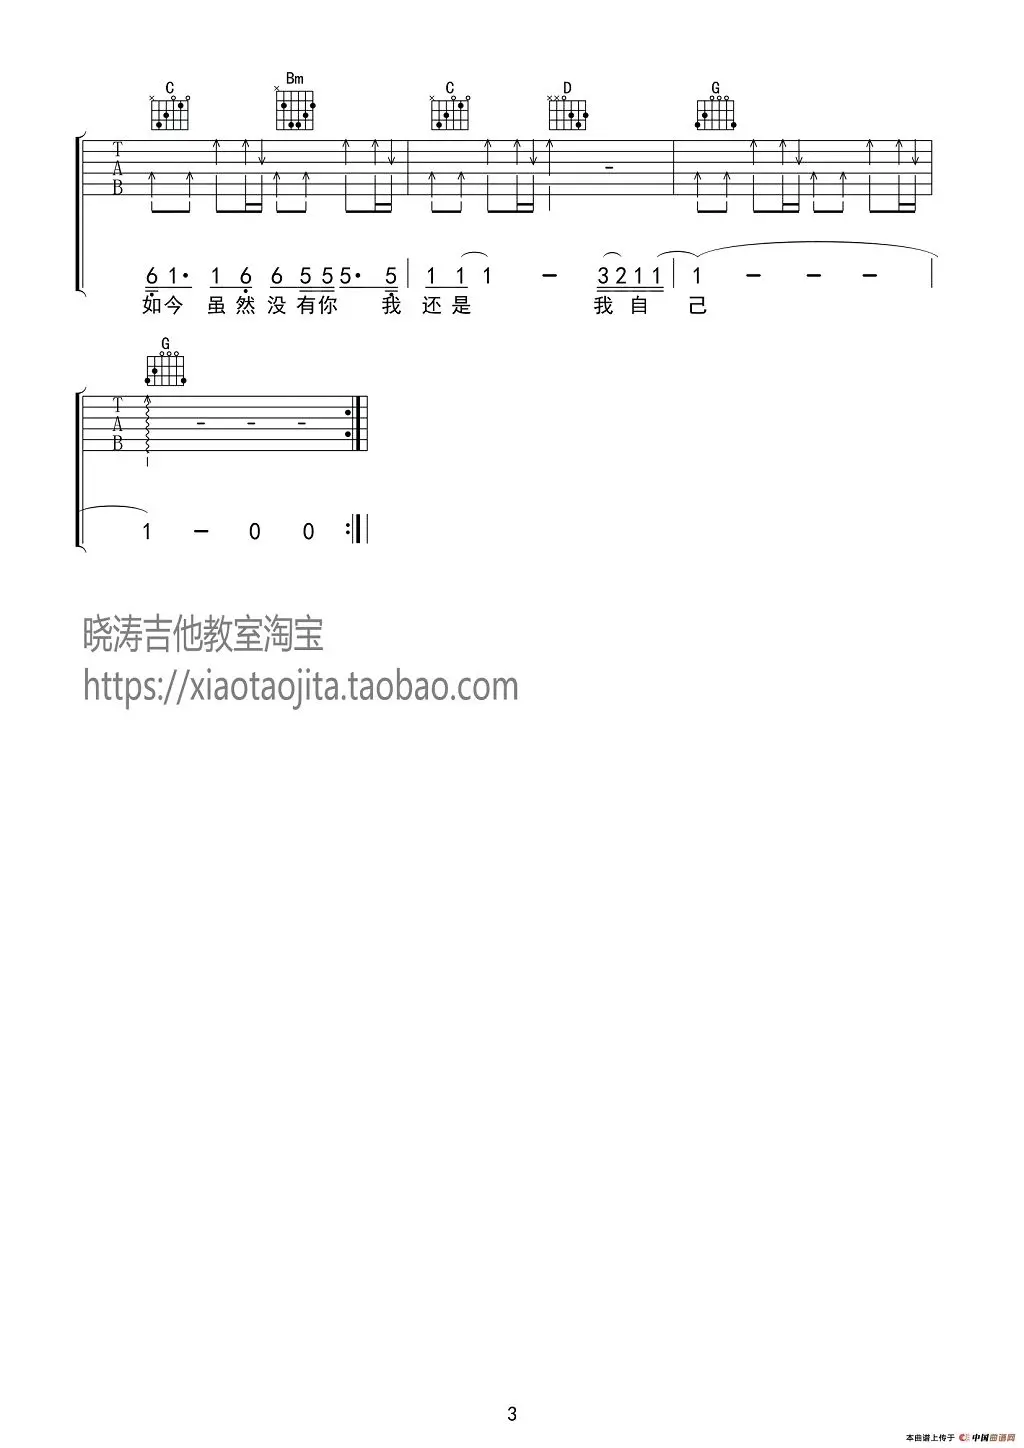 C Bm C D G
T
A
B
6 1· 1 6 6 5 5 5· 5 | 1 1 1 - 3 2 1 1 | 1 - - - |
如今 虽然没有你 我 还是 我自 己
G
T
A
B
1 - 0 0
晓涛吉他教室淘宝
https://xiaotaojita.taobao.com
3
本曲谱上传于 中国曲谱网